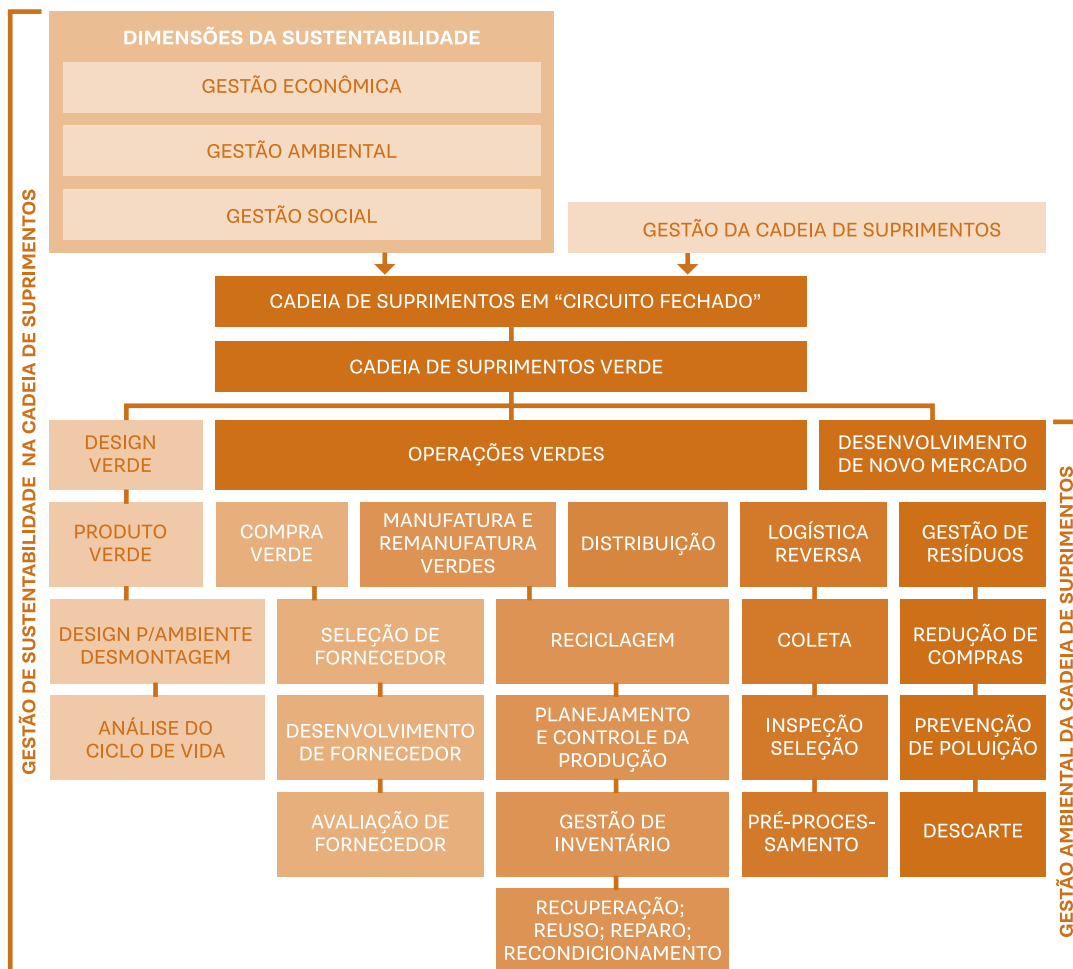 DIMENSÕES DA SUSTENTABILIDADE
GESTÃO ECONÔMICA
GESTÃO AMBIENTAL
GESTÃO SOCIAL
GESTÃO DA CADEIA DE SUPRIMENTOS
CADEIA DE SUPRIMENTOS EM “CIRCUITO FECHADO”
CADEIA DE SUPRIMENTOS VERDE
DESIGN
VERDE
OPERAÇÕES VERDES
DESENVOLVIMENTO
DE NOVO MERCADO
PRODUTO
VERDE
COMPRA
VERDE
MANUFATURA E
REMANUFATURA
VERDES
DISTRIBUIÇÃO
LOGÍSTICA
REVERSA
GESTÃO DE
RESÍDUOS
DESIGN P/AMBIENTE
DESMONTAGEM
SELEÇÃO DE
FORNECEDOR
RECICLAGEM
COLETA
REDUÇÃO DE
COMPRAS
ANÁLISE DO
CICLO DE VIDA
DESENVOLVIMENTO
DE FORNECEDOR
PLANEJAMENTO
E CONTROLE DA
PRODUÇÃO
INSPEÇÃO
SELEÇÃO
PREVENÇÃO
DE POLUIÇÃO
AVALIAÇÃO DE
FORNECEDOR
GESTÃO DE
INVENTÁRIO
PRÉ-PROCES-
SAMENTO
DESCARTE
RECUPERAÇÃO;
REUSO; REPARO;
RECONDICIONAMENTO
GESTÃO DE SUSTENTABILIDADE NA CADEIA DE SUPRIMENTOS
GESTÃO AMBIENTAL DA CADEIA DE SUPRIMENTOS